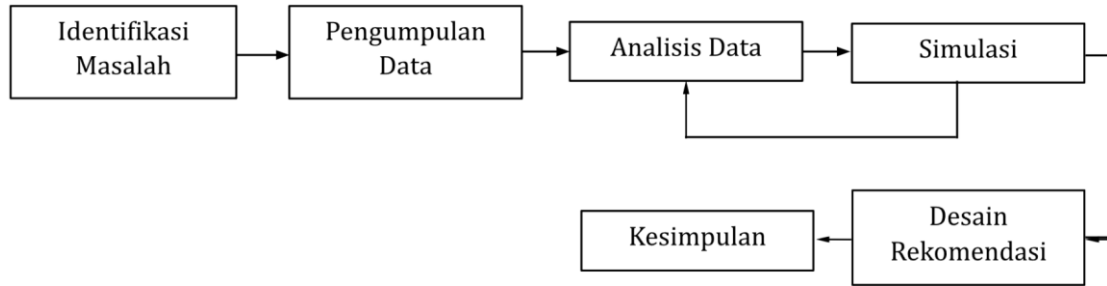 Identifikasi
Masalah
Pengumpulan
Data
Analisis Data
Simulasi
Desain
Rekomendasi
Kesimpulan